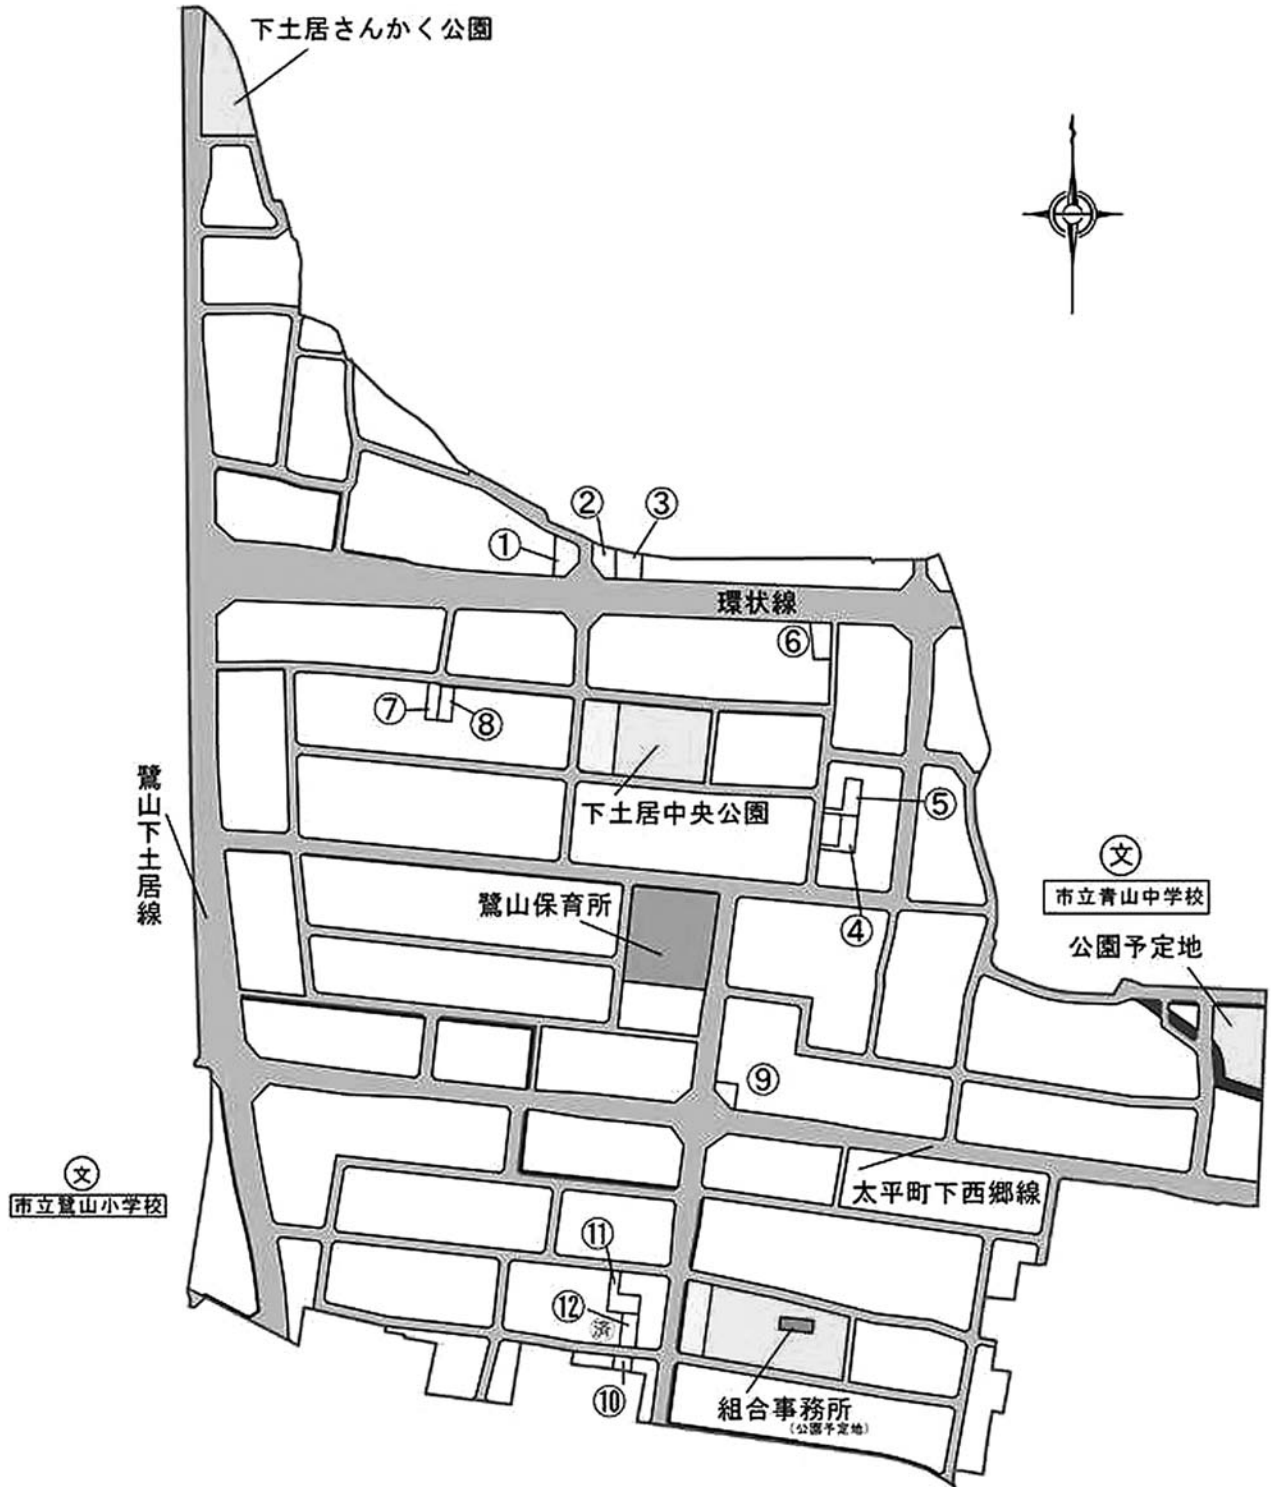 下土居さんかく公園
②
③
①
環状線
⑥
⑦
⑧
鷺山下土居線
下土居中央公園
⑤
文
市立青山中学校
鷺山保育所
④
公園予定地
⑨
文
市立鷺山小学校
太平町下西郷線
⑪
⑫
済
⑩
組合事務所
(公園予定地)